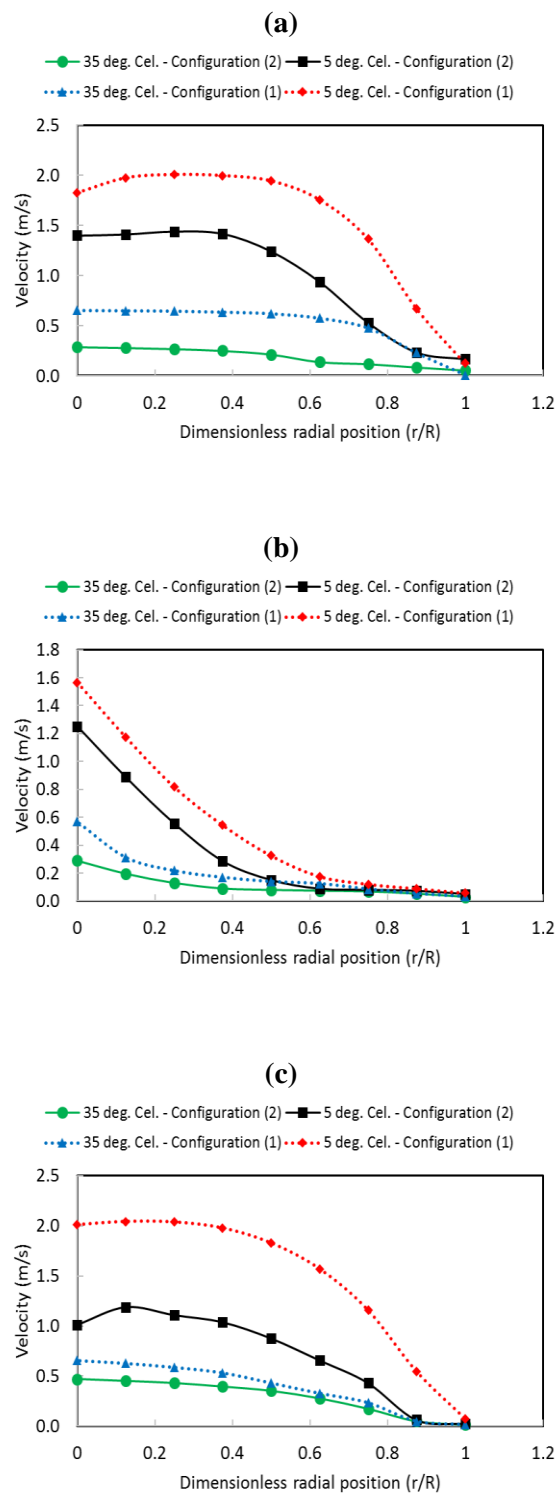 (a)
35 deg. Cel. - Configuration (2) 5 deg. Cel. - Configuration (2)
35 deg. Cel. - Configuration (1) 5 deg. Cel. - Configuration (1)
2.5
2.0
1.5
1.0
0.5
0.0
Velocity (m/s)
0 0.2 0.4 0.6 0.8 1 1.2
Dimensionless radial position (r/R)
(b)
35 deg. Cel. - Configuration (2) 5 deg. Cel. - Configuration (2)
35 deg. Cel. - Configuration (1) 5 deg. Cel. - Configuration (1)
1.8
1.6
1.4
1.2
1.0
0.8
0.6
0.4
0.2
0.0
Velocity (m/s)
0 0.2 0.4 0.6 0.8 1 1.2
Dimensionless radial position (r/R)
(c)
35 deg. Cel. - Configuration (2) 5 deg. Cel. - Configuration (2)
35 deg. Cel. - Configuration (1) 5 deg. Cel. - Configuration (1)
2.5
2.0
1.5
1.0
0.5
0.0
Velocity (m/s)
0 0.2 0.4 0.6 0.8 1 1.2
Dimensionless radial position (r/R)